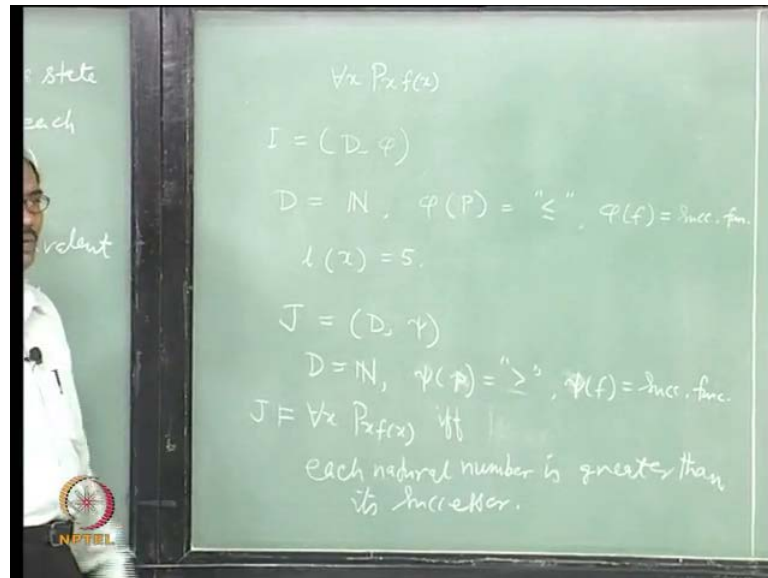 state
each
valent
∀x Pxf(x)
I = (D, φ)
D = N, φ(P) = "≤", φ(f) = Succ. fun.
l(x) = 5.
J = (D, ψ)
D = N, ψ(P) = ">", ψ(f) = Succ. func.
J ⊨ ∀x Pxf(x) iff
each natural number is greater than
its successor.
NPTEL